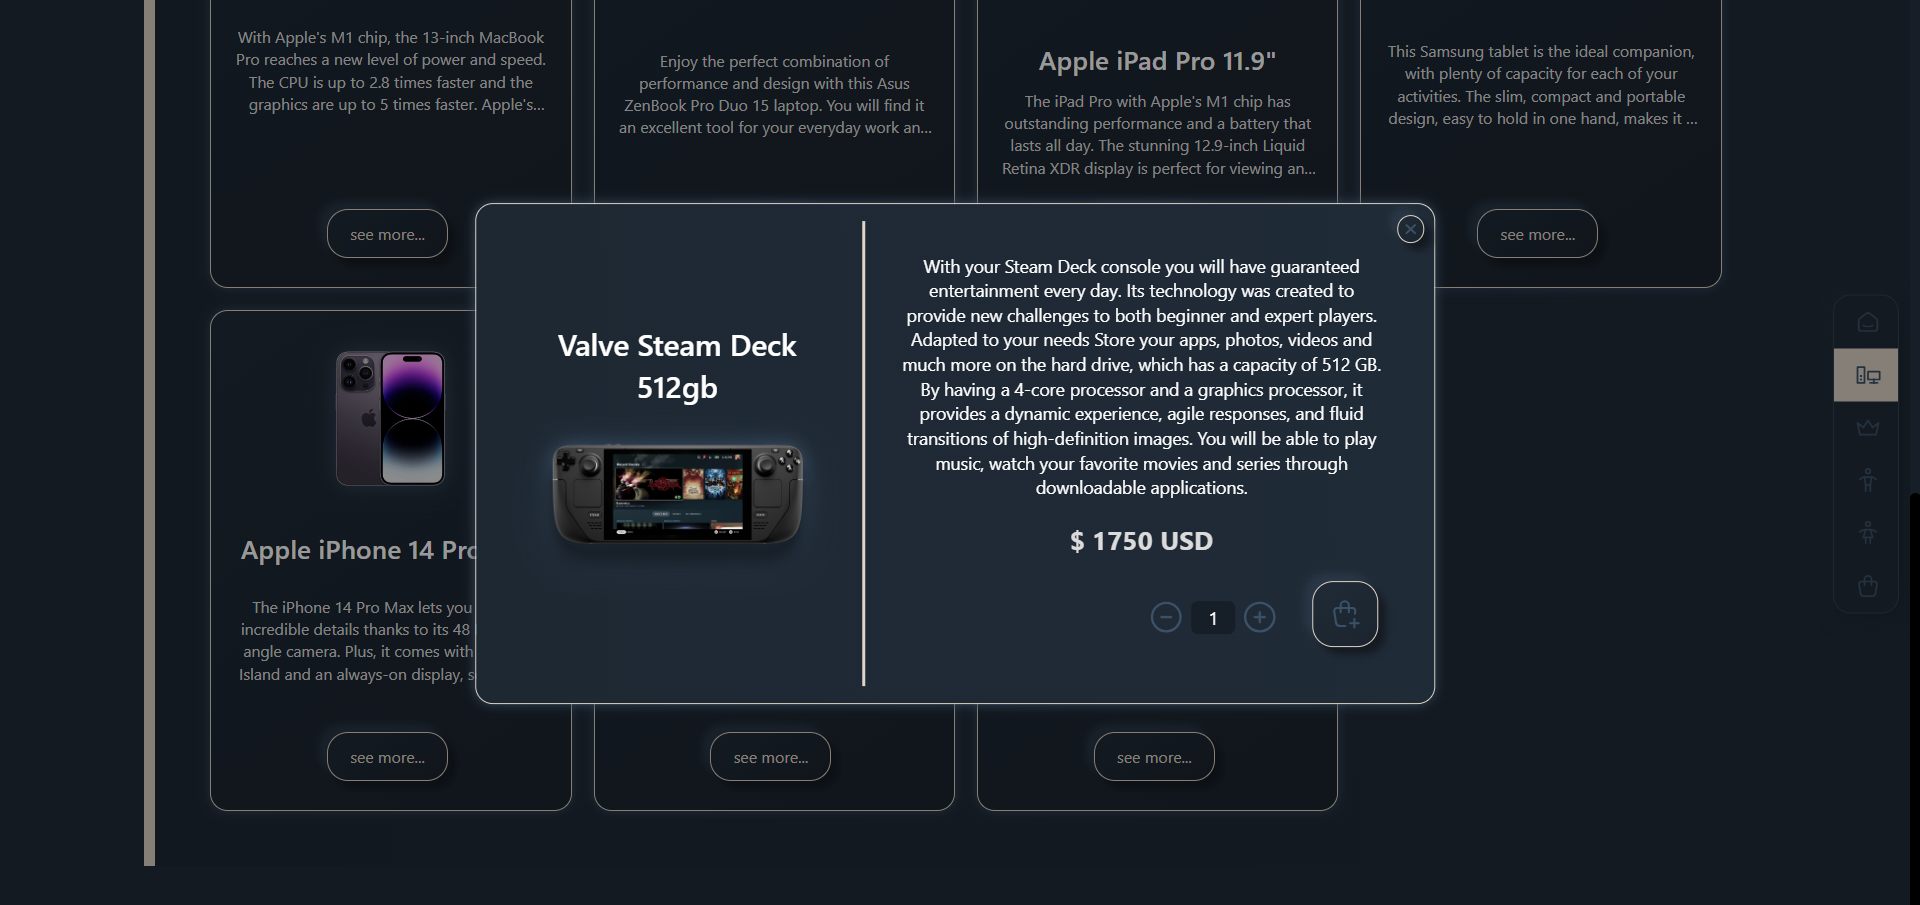 With Apple's M1 chip, the 13-inch MacBook
Pro reaches a new level of power and speed.
The CPU is up to 2.8 times faster and the
graphics are up to 5 times faster. Apple's...
see more...
Enjoy the perfect combination of
performance and design with this Asus
ZenBook Pro Duo 15 laptop. You will find it
an excellent tool for your everyday work an...
Apple iPad Pro 11.9"
The iPad Pro with Apple's M1 chip has
outstanding performance and a battery that
lasts all day. The stunning 12.9-inch Liquid
Retina XDR display is perfect for viewing an...
This Samsung tablet is the ideal companion,
with plenty of capacity for each of your
activities. The slim, compact and portable
design, easy to hold in one hand, makes it ...
see more...
Valve Steam Deck
512gb
With your Steam Deck console you will have guaranteed
entertainment every day. Its technology was created to
provide new challenges to both beginner and expert players.
Adapted to your needs Store your apps, photos, videos and
much more on the hard drive, which has a capacity of 512 GB.
By having a 4-core processor and a graphics processor, it
provides a dynamic experience, agile responses, and fluid
transitions of high-definition images. You will be able to play
music, watch your favorite movies and series through
downloadable applications.
$ 1750 USD
1
Apple iPhone 14 Pro
The iPhone 14 Pro Max lets you
incredible details thanks to its 48
angle camera. Plus, it comes with
Island and an always-on display, s
see more...
see more...
see more...